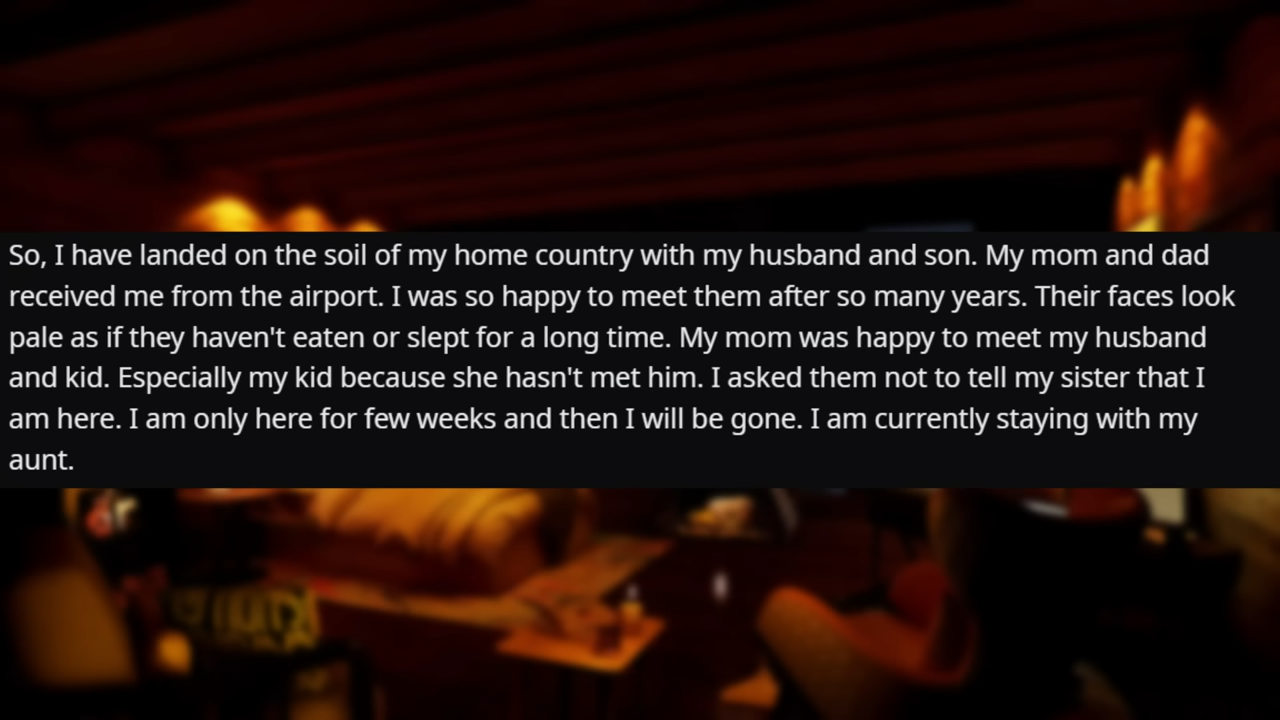 So, I have landed on the soil of my home country with my husband and son. My mom and dad
received me from the airport. I was so happy to meet them after so many years. Their faces look
pale as if they haven't eaten or slept for a long time. My mom was happy to meet my husband
and kid. Especially my kid because she hasn't met him. I asked them not to tell my sister that I
am here. I am only here for few weeks and then I will be gone. I am currently staying with my
aunt.